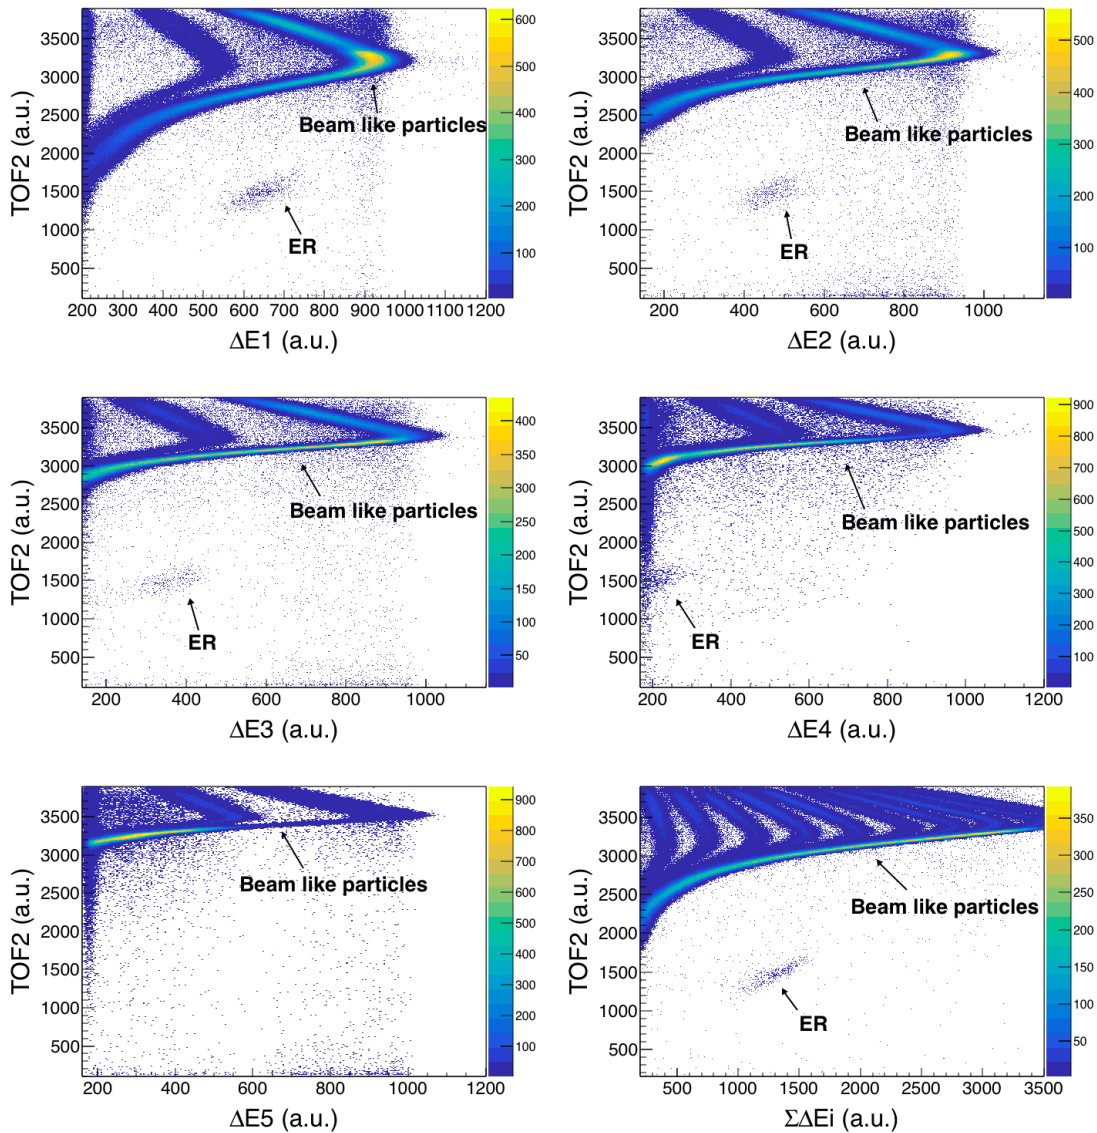 3500
3000
2500
2000
1500
1000
500
TOF2 (a.u.)
Beam like particles
ER
200 300 400 500 600 700 800 900 1000 1100 1200
ΔE1 (a.u.)
600
500
400
300
200
100
3500
3000
2500
2000
1500
1000
500
TOF2 (a.u.)
Beam like particles
ER
200 400 600 800 1000
ΔE2 (a.u.)
500
400
300
200
100
3500
3000
2500
2000
1500
1000
500
TOF2 (a.u.)
Beam like particles
ER
200 400 600 800 1000
ΔE3 (a.u.)
400
350
300
250
200
150
100
50
3500
3000
2500
2000
1500
1000
500
TOF2 (a.u.)
Beam like particles
ER
200 400 600 800 1000 1200
ΔE4 (a.u.)
900
800
700
600
500
400
300
200
100
3500
3000
2500
2000
1500
1000
500
TOF2 (a.u.)
Beam like particles
200 400 600 800 1000 1200
ΔE5 (a.u.)
900
800
700
600
500
400
300
200
100
3500
3000
2500
2000
1500
1000
500
TOF2 (a.u.)
Beam like particles
ER
500 1000 1500 2000 2500 3000 3500
ΣΔEi (a.u.)
350
300
250
200
150
100
50